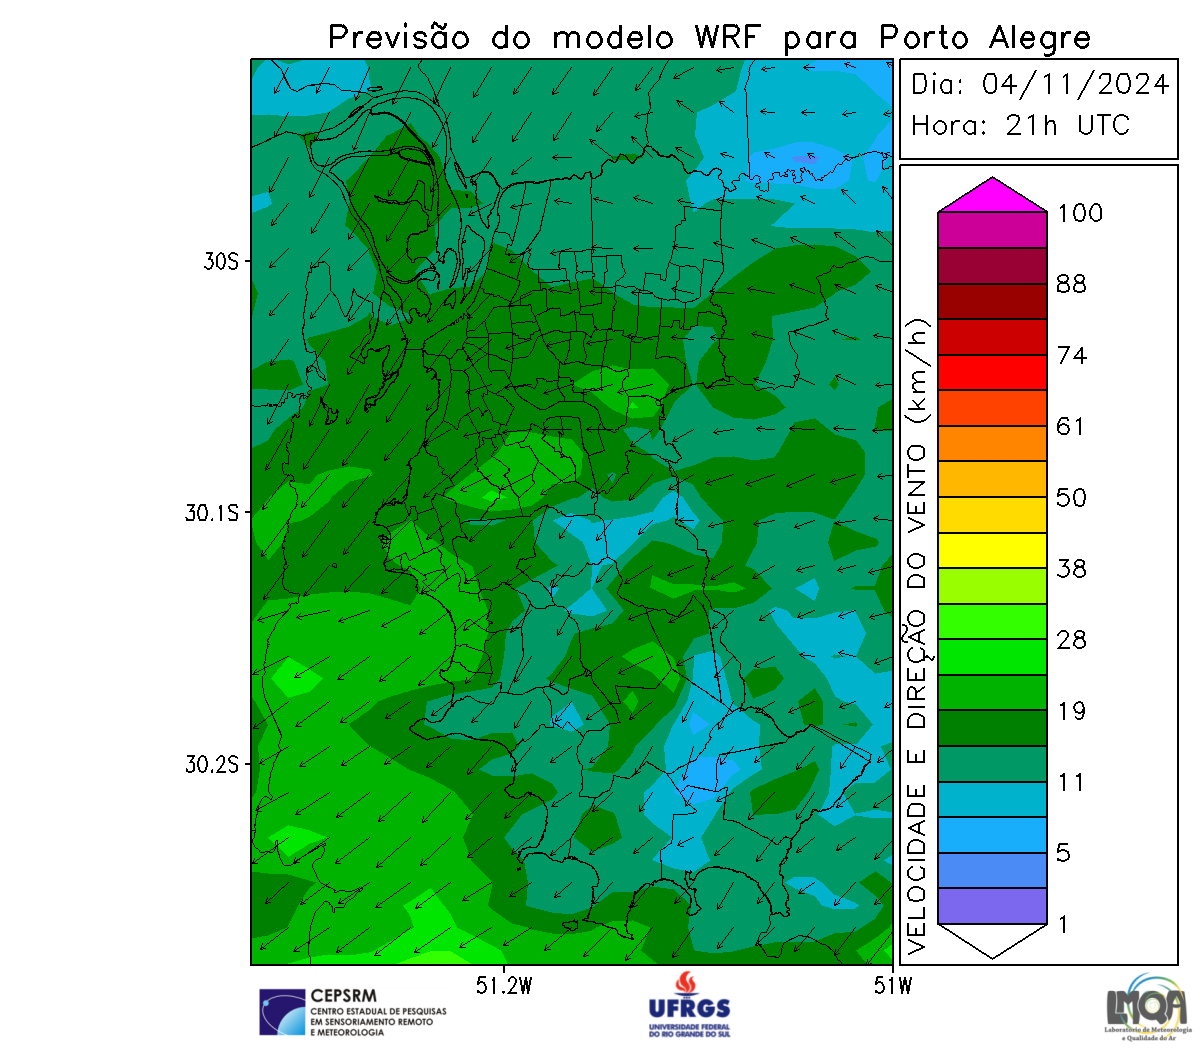 Previsão do modelo WRF para Porto Alegre
Dia: 04/11/2024
Hora: 21h UTC
30S
30.1S
30.2S
51.2W
51W
VELOCIDADE E DIREÇÃO DO VENTO (km/h)
100
88
74
61
50
38
28
19
11
5
1
CEPSRM
CENTRO ESTADUAL DE PESQUISAS
EM SENSORIAMENTO REMOTO
E METEOROLOGIA
UFRGS
UNIVERSIDADE FEDERAL
DO RIO GRANDE DO SUL
LMQA
Laboratório de Meteorologia
e Qualidade do Ar